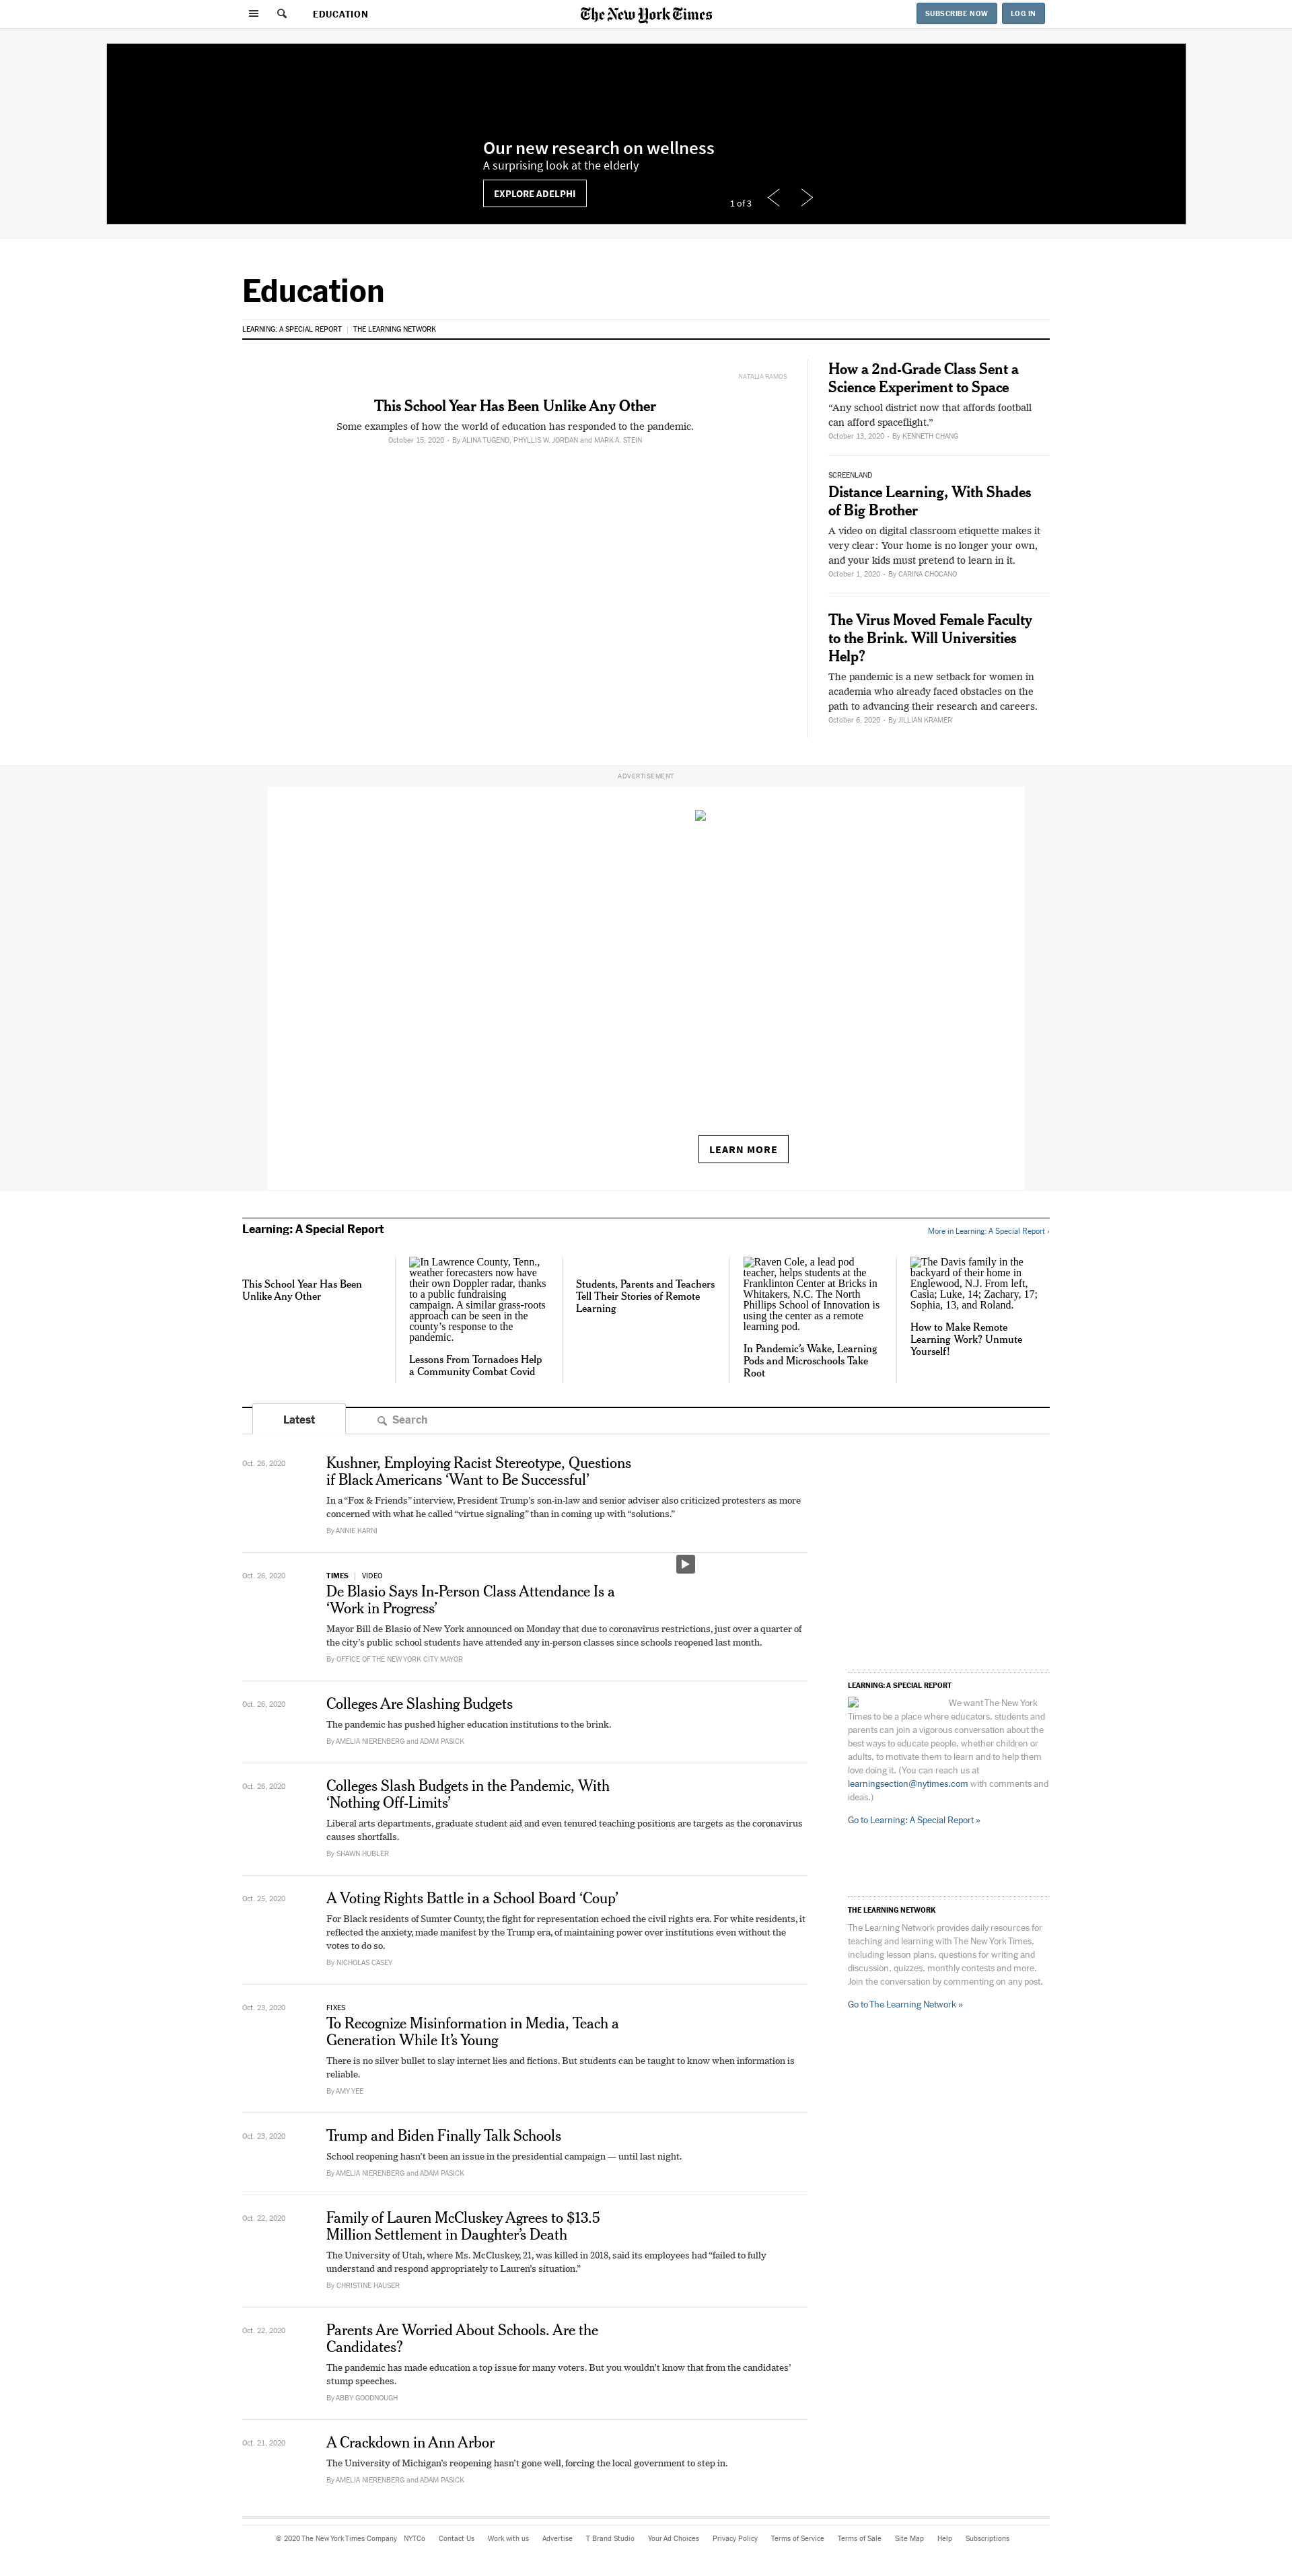 EDUCATION
The New York Times
SUBSCRIBE NOW
LOG IN
Our new research on wellness
A surprising look at the elderly
EXPLORE ADELPHI
1 of 3
Education
LEARNING: A SPECIAL REPORT
THE LEARNING NETWORK
NATALIA RAMOS
This School Year Has Been Unlike Any Other
Some examples of how the world of education has responded to the pandemic.
October 15, 2020 - By ALINA TUGEND, PHYLLIS W. JORDAN and MARK A. STEIN
How a 2nd-Grade Class Sent a
Science Experiment to Space
“Any school district now that affords football
can afford spaceflight.”
October 13, 2020 - By KENNETH CHANG
SCREENLAND
Distance Learning, With Shades
of Big Brother
A video on digital classroom etiquette makes it
very clear: Your home is no longer your own,
and your kids must pretend to learn in it.
October 1, 2020 - By CARINA CHOCANO
The Virus Moved Female Faculty
to the Brink. Will Universities
Help?
The pandemic is a new setback for women in
academia who already faced obstacles on the
path to advancing their research and careers.
October 6, 2020 - By JILLIAN KRAMER
ADVERTISEMENT
LEARN MORE
Learning: A Special Report
More in Learning: A Special Report ›
This School Year Has Been
Unlike Any Other
In Lawrence County, Tenn.,
weather forecasters now have
their own Doppler radar, thanks
to a public fundraising
campaign. A similar grass-roots
approach can be seen in the
county’s response to the
pandemic.
Lessons From Tornadoes Help
a Community Combat Covid
Students, Parents and Teachers
Tell Their Stories of Remote
Learning
Raven Cole, a lead pod
teacher, helps students at the
Franklinton Center at Bricks in
Whitakers, N.C. The North
Phillips School of Innovation is
using the center as a remote
learning pod.
In Pandemic’s Wake, Learning
Pods and Microschools Take
Root
The Davis family in the
backyard of their home in
Englewood, N.J. From left,
Casia; Luke, 14; Zachary, 17;
Sophia, 13, and Roland.
How to Make Remote
Learning Work? Unmute
Yourself!
Latest
Search
Oct. 26, 2020
Kushner, Employing Racist Stereotype, Questions
if Black Americans ‘Want to Be Successful’
In a “Fox & Friends” interview, President Trump’s son-in-law and senior adviser also criticized protesters as more
concerned with what he called “virtue signaling” than in coming up with “solutions.”
By ANNIE KARNI
Oct. 26, 2020
TIMES | VIDEO
De Blasio Says In-Person Class Attendance Is a
‘Work in Progress’
Mayor Bill de Blasio of New York announced on Monday that due to coronavirus restrictions, just over a quarter of
the city’s public school students have attended any in-person classes since schools reopened last month.
By OFFICE OF THE NEW YORK CITY MAYOR
Oct. 26, 2020
Colleges Are Slashing Budgets
The pandemic has pushed higher education institutions to the brink.
By AMELIA NIERENBERG and ADAM PASICK
Oct. 26, 2020
Colleges Slash Budgets in the Pandemic, With
‘Nothing Off-Limits’
Liberal arts departments, graduate student aid and even tenured teaching positions are targets as the coronavirus
causes shortfalls.
By SHAWN HUBLER
Oct. 25, 2020
A Voting Rights Battle in a School Board ‘Coup’
For Black residents of Sumter County, the fight for representation echoed the civil rights era. For white residents, it
reflected the anxiety, made manifest by the Trump era, of maintaining power over institutions even without the
votes to do so.
By NICHOLAS CASEY
Oct. 23, 2020
FIXES
To Recognize Misinformation in Media, Teach a
Generation While It’s Young
There is no silver bullet to slay internet lies and fictions. But students can be taught to know when information is
reliable.
By AMY YEE
Oct. 23, 2020
Trump and Biden Finally Talk Schools
School reopening hasn’t been an issue in the presidential campaign — until last night.
By AMELIA NIERENBERG and ADAM PASICK
Oct. 22, 2020
Family of Lauren McCluskey Agrees to $13.5
Million Settlement in Daughter’s Death
The University of Utah, where Ms. McCluskey, 21, was killed in 2018, said its employees had “failed to fully
understand and respond appropriately to Lauren’s situation.”
By CHRISTINE HAUSER
Oct. 22, 2020
Parents Are Worried About Schools. Are the
Candidates?
The pandemic has made education a top issue for many voters. But you wouldn’t know that from the candidates’
stump speeches.
By ABBY GOODNOUGH
Oct. 21, 2020
A Crackdown in Ann Arbor
The University of Michigan’s reopening hasn’t gone well, forcing the local government to step in.
By AMELIA NIERENBERG and ADAM PASICK
LEARNING: A SPECIAL REPORT
We want The New York
Times to be a place where educators, students and
parents can join a vigorous conversation about the
best ways to educate people, whether children or
adults, to motivate them to learn and to help them
love doing it. (You can reach us at
learningsection@nytimes.com with comments and
ideas.)
Go to Learning: A Special Report »
THE LEARNING NETWORK
The Learning Network provides daily resources for
teaching and learning with The New York Times,
including lesson plans, questions for writing and
discussion, quizzes, monthly contests and more.
Join the conversation by commenting on any post.
Go to The Learning Network »
© 2020 The New York Times Company NYTCo Contact Us Work with us Advertise T Brand Studio Your Ad Choices Privacy Policy Terms of Service Terms of Sale Site Map Help Subscriptions